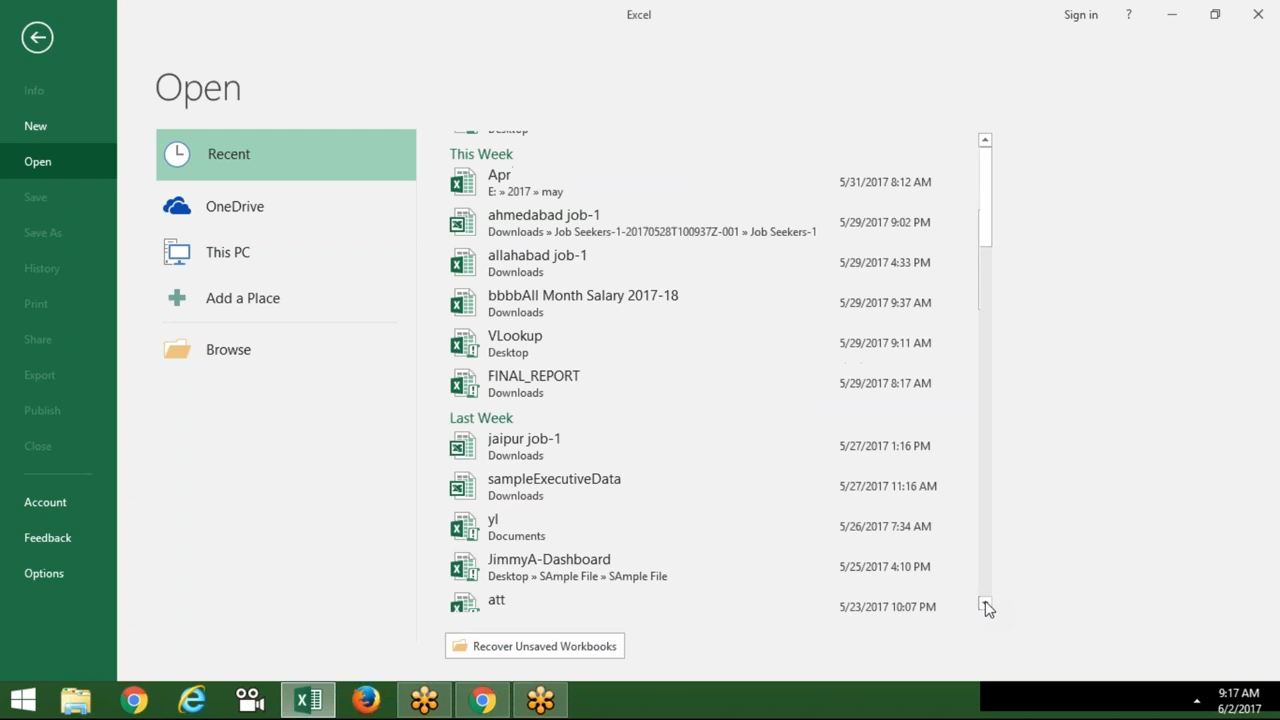 Excel
Sign in
?
Open
Info
New
Open
Save
Save As
History
Print
Share
Export
Publish
Close
Account
Feedback
Options
Recent
OneDrive
This PC
Add a Place
Browse
Desktop
This Week
Apr
E: » 2017 » may
5/31/2017 8:12 AM
ahmedabad job-1
Downloads » Job Seekers-1-20170528T100937Z-001 » Job Seekers-1
5/29/2017 9:02 PM
allahabad job-1
Downloads
5/29/2017 4:33 PM
bbbbAll Month Salary 2017-18
Downloads
5/29/2017 9:37 AM
VLookup
Desktop
5/29/2017 9:11 AM
FINAL_REPORT
Downloads
5/29/2017 8:17 AM
Last Week
jaipur job-1
Downloads
5/27/2017 1:16 PM
sampleExecutiveData
Downloads
5/27/2017 11:16 AM
yl
Documents
5/26/2017 7:34 AM
JimmyA-Dashboard
Desktop » SAmple File » SAmple File
5/25/2017 4:10 PM
att
5/23/2017 10:07 PM
Recover Unsaved Workbooks
9:17 AM
6/2/2017